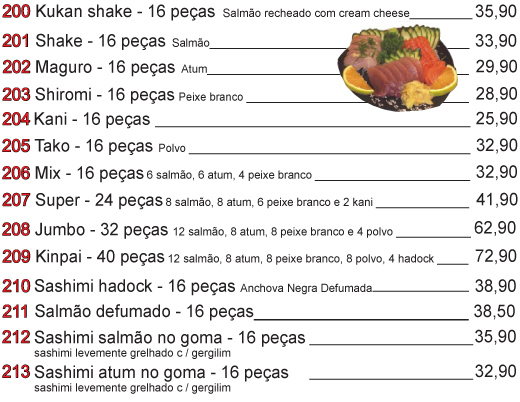 200 Kukan shake - 16 peças Salmão recheado com cream cheese 35,90
201 Shake - 16 peças Salmão 33,90
202 Maguro - 16 peças Atum 29,90
203 Shiromi - 16 peças Peixe branco 28,90
204 Kani - 16 peças 25,90
205 Tako - 16 peças Polvo 32,90
206 Mix - 16 peças 6 salmão, 6 atum, 4 peixe branco 32,90
207 Super - 24 peças 8 salmão, 8 atum, 6 peixe branco e 2 kani 41,90
208 Jumbo - 32 peças 12 salmão, 8 atum, 8 peixe branco e 4 polvo 62,90
209 Kinpai - 40 peças 12 salmão, 8 atum, 8 peixe branco, 8 polvo, 4 hadock 72,90
210 Sashimi hadock - 16 peças Anchova Negra Defumada 38,90
211 Salmão defumado - 16 peças 38,50
212 Sashimi salmão no goma - 16 peças 35,90
sashimi levemente grelhado c / gergilim
213 Sashimi atum no goma - 16 peças 32,90
sashimi levemente grelhado c / gergilim